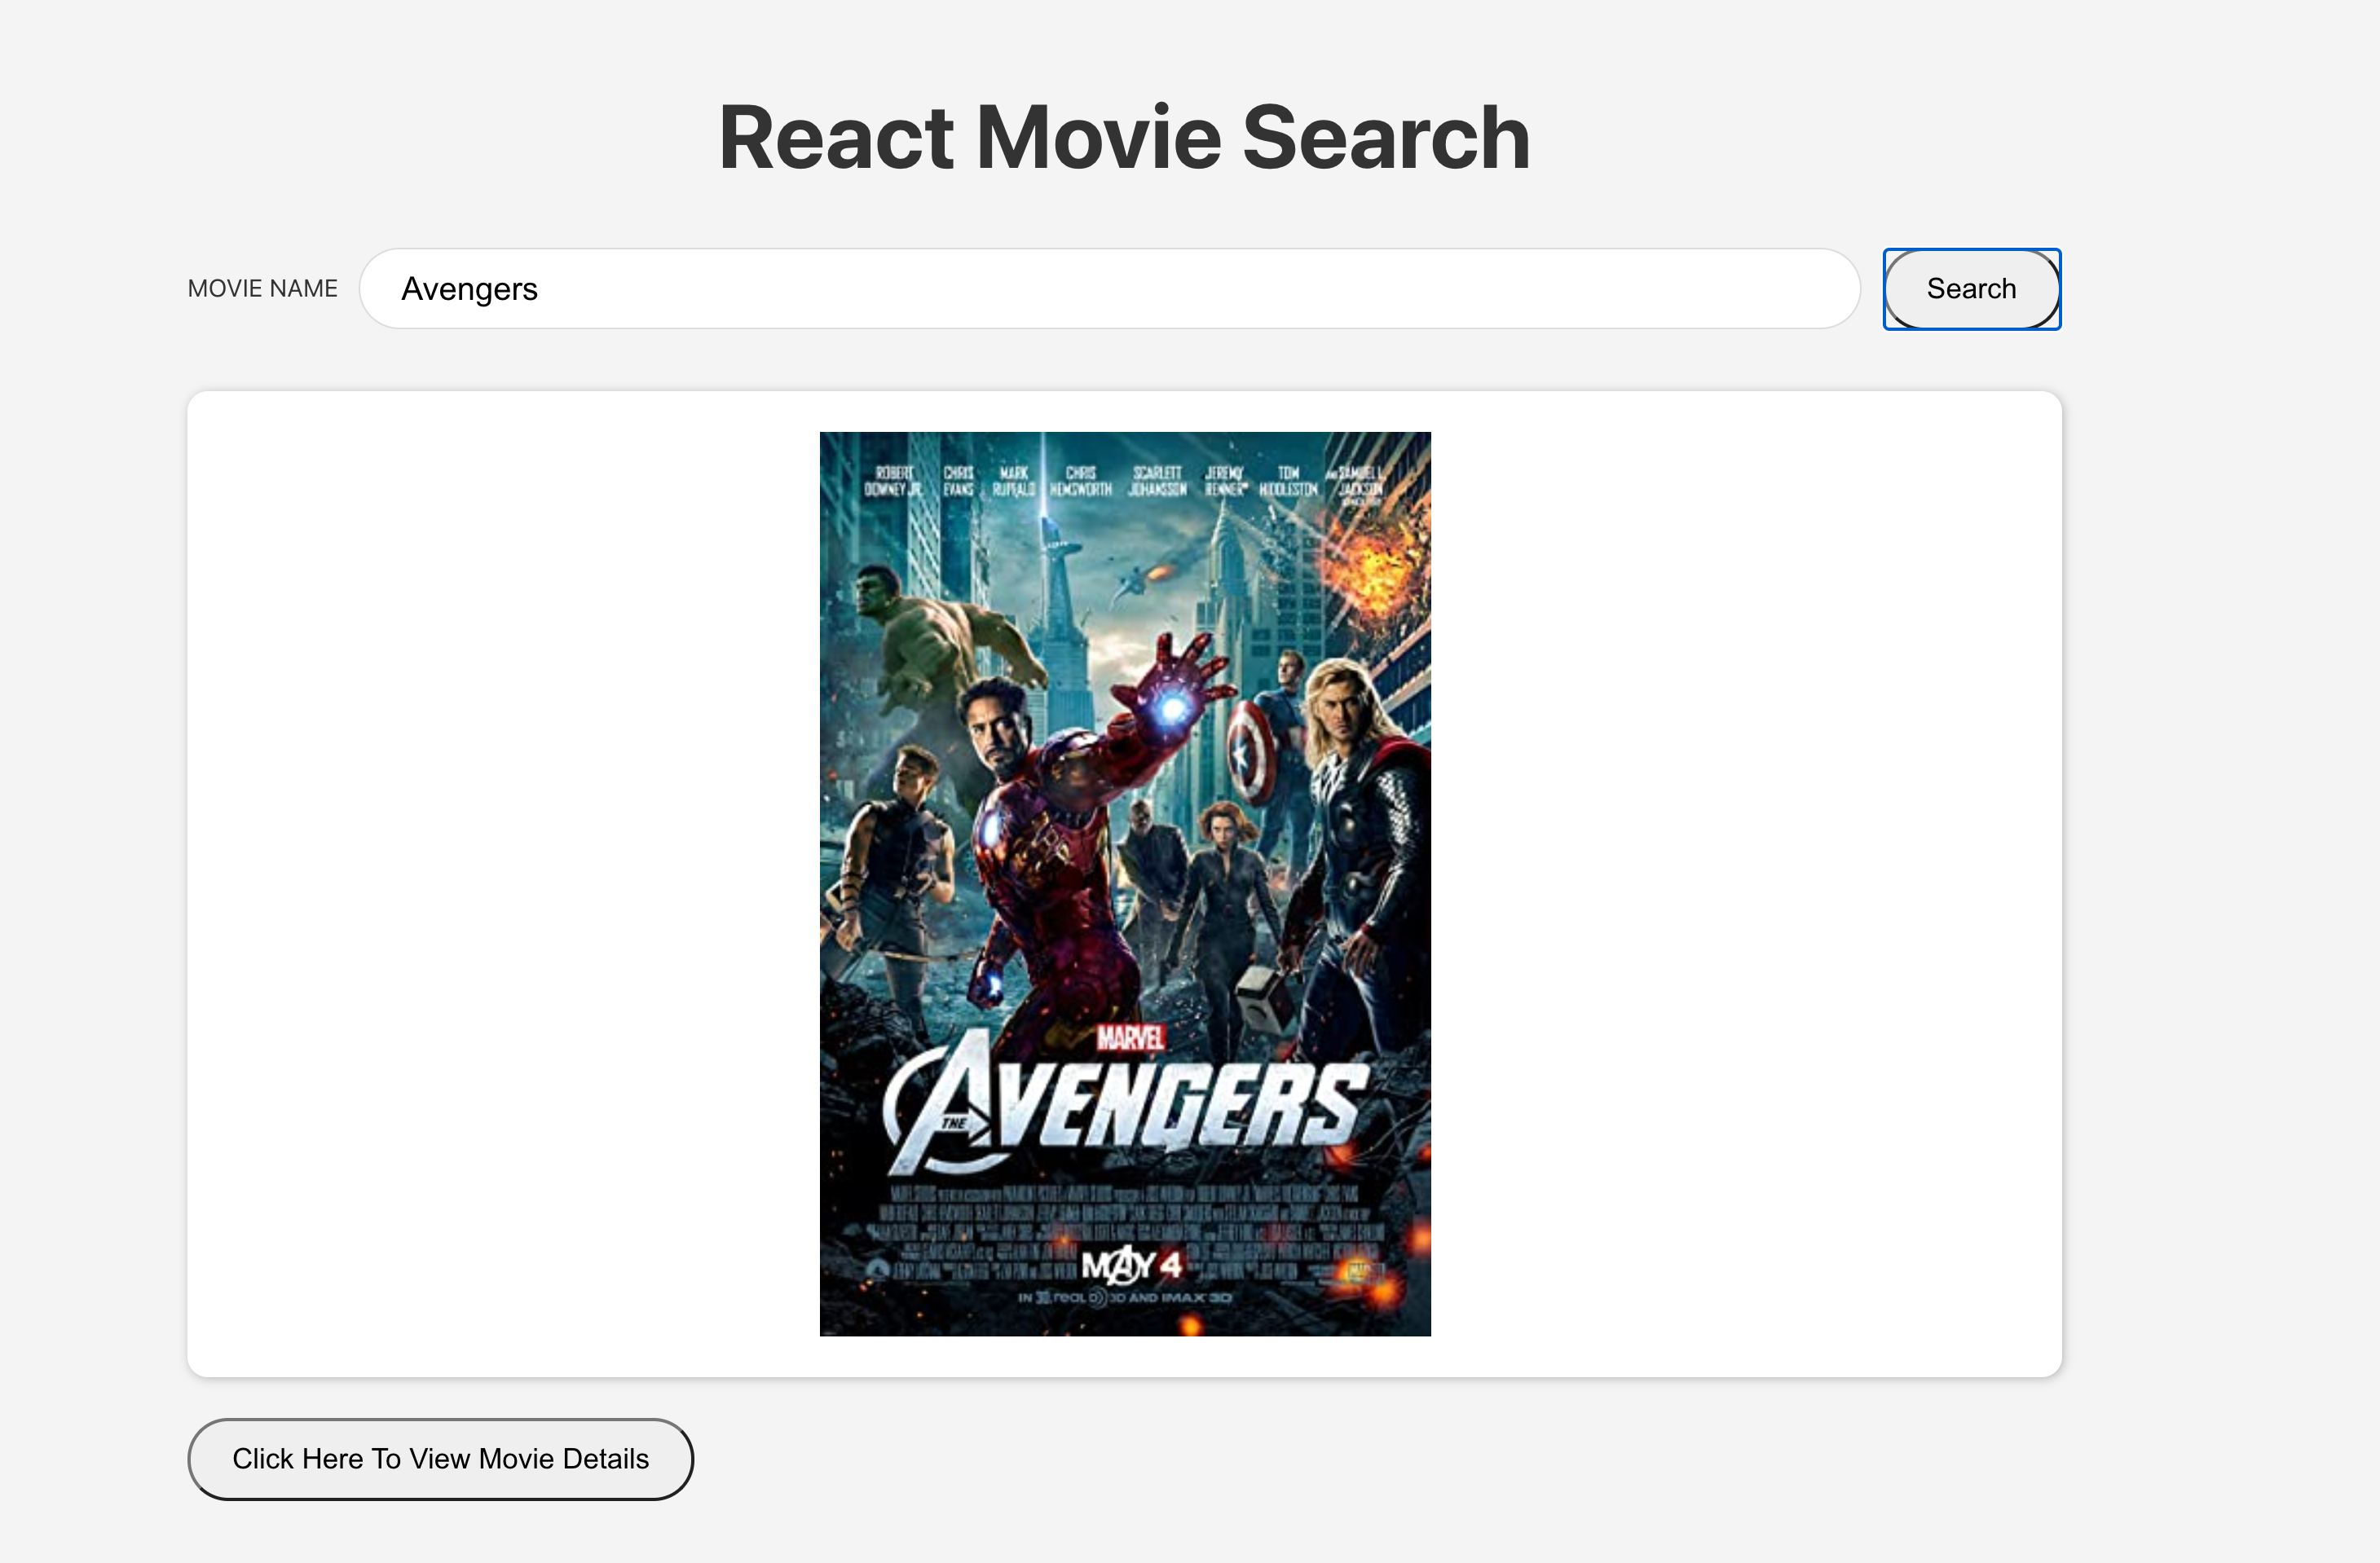 React Movie Search
MOVIE NAME
Avengers
Search
ROBERT DOWNEY JR.
CHRIS EVANS
MARK RUFFALO
CHRIS HEMSWORTH
SCARLETT JOHANSSON
JEREMY RENNER
TOM HIDDLESTON
AND SAMUEL L. JACKSON
MARVEL
THE AVENGERS
MAY 4
IN REAL D 3D AND IMAX 3D
Click Here To View Movie Details